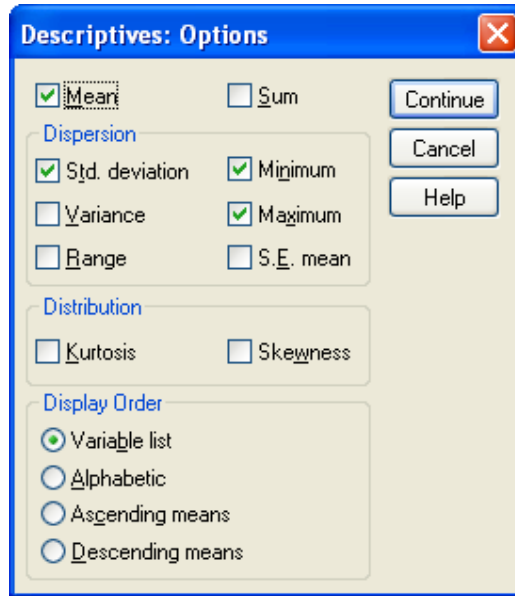 Descriptives: Options
Mean
Sum
Continue
Dispersion
Cancel
Std. deviation
Minimum
Help
Variance
Maximum
Range
S.E. mean
Distribution
Kurtosis
Skewness
Display Order
Variable list
Alphabetic
Ascending means
Descending means